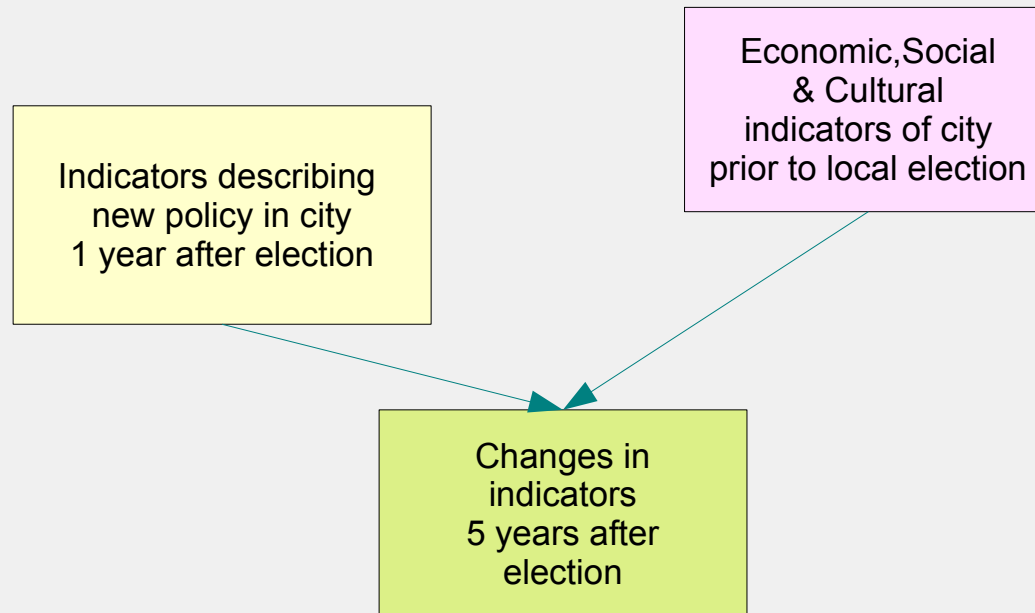 Economic,Social
& Cultural
indicators of city
prior to local election
Indicators describing
new policy in city
1 year after election
Changes in
indicators
5 years after
election